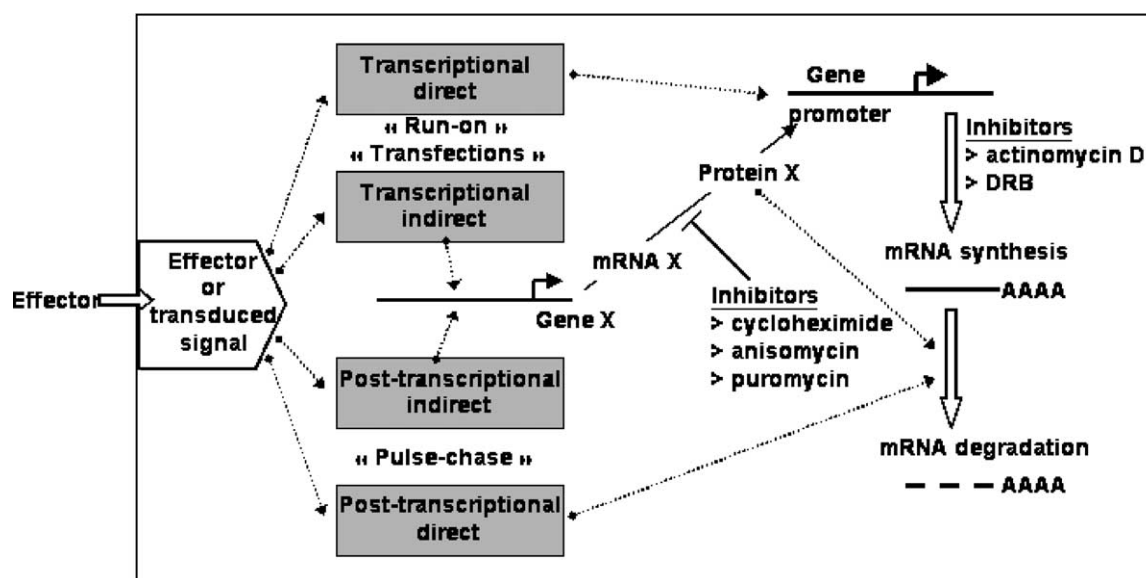 Transcriptional
direct
‹‹ Run-on ››
‹‹ Transfections ››
Transcriptional
indirect
Effector
Effector
or
transduced
signal
Gene X
mRNA X
Protein X
Gene
promoter
Inhibitors
> actinomycin D
> DRB
mRNA synthesis
AAAA
Inhibitors
> cycloheximide
> anisomycin
> puromycin
Post-transcriptional
indirect
‹‹ Pulse-chase ››
Post-transcriptional
direct
mRNA degradation
AAAA